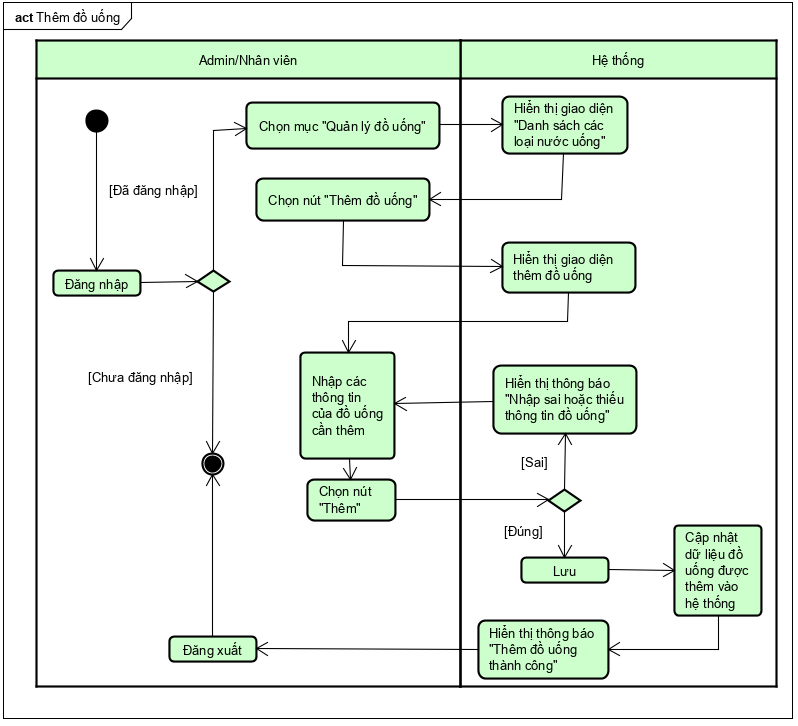 act Thêm đồ uống
Admin/Nhân viên
Hệ thống
Chọn mục "Quản lý đồ uống"
Hiển thị giao diện
"Danh sách các
loại nước uống"
[Đã đăng nhập]
Chọn nút "Thêm đồ uống"
Đăng nhập
Hiển thị giao diện
thêm đồ uống
[Chưa đăng nhập]
Nhập các
thông tin
của đồ uống
cần thêm
Hiển thị thông báo
"Nhập sai hoặc thiếu
thông tin đồ uống"
[Sai]
Chọn nút
"Thêm"
[Đúng]
Lưu
Cập nhật
dữ liệu đồ
uống được
thêm vào
hệ thống
Hiển thị thông báo
"Thêm đồ uống
thành công"
Đăng xuất